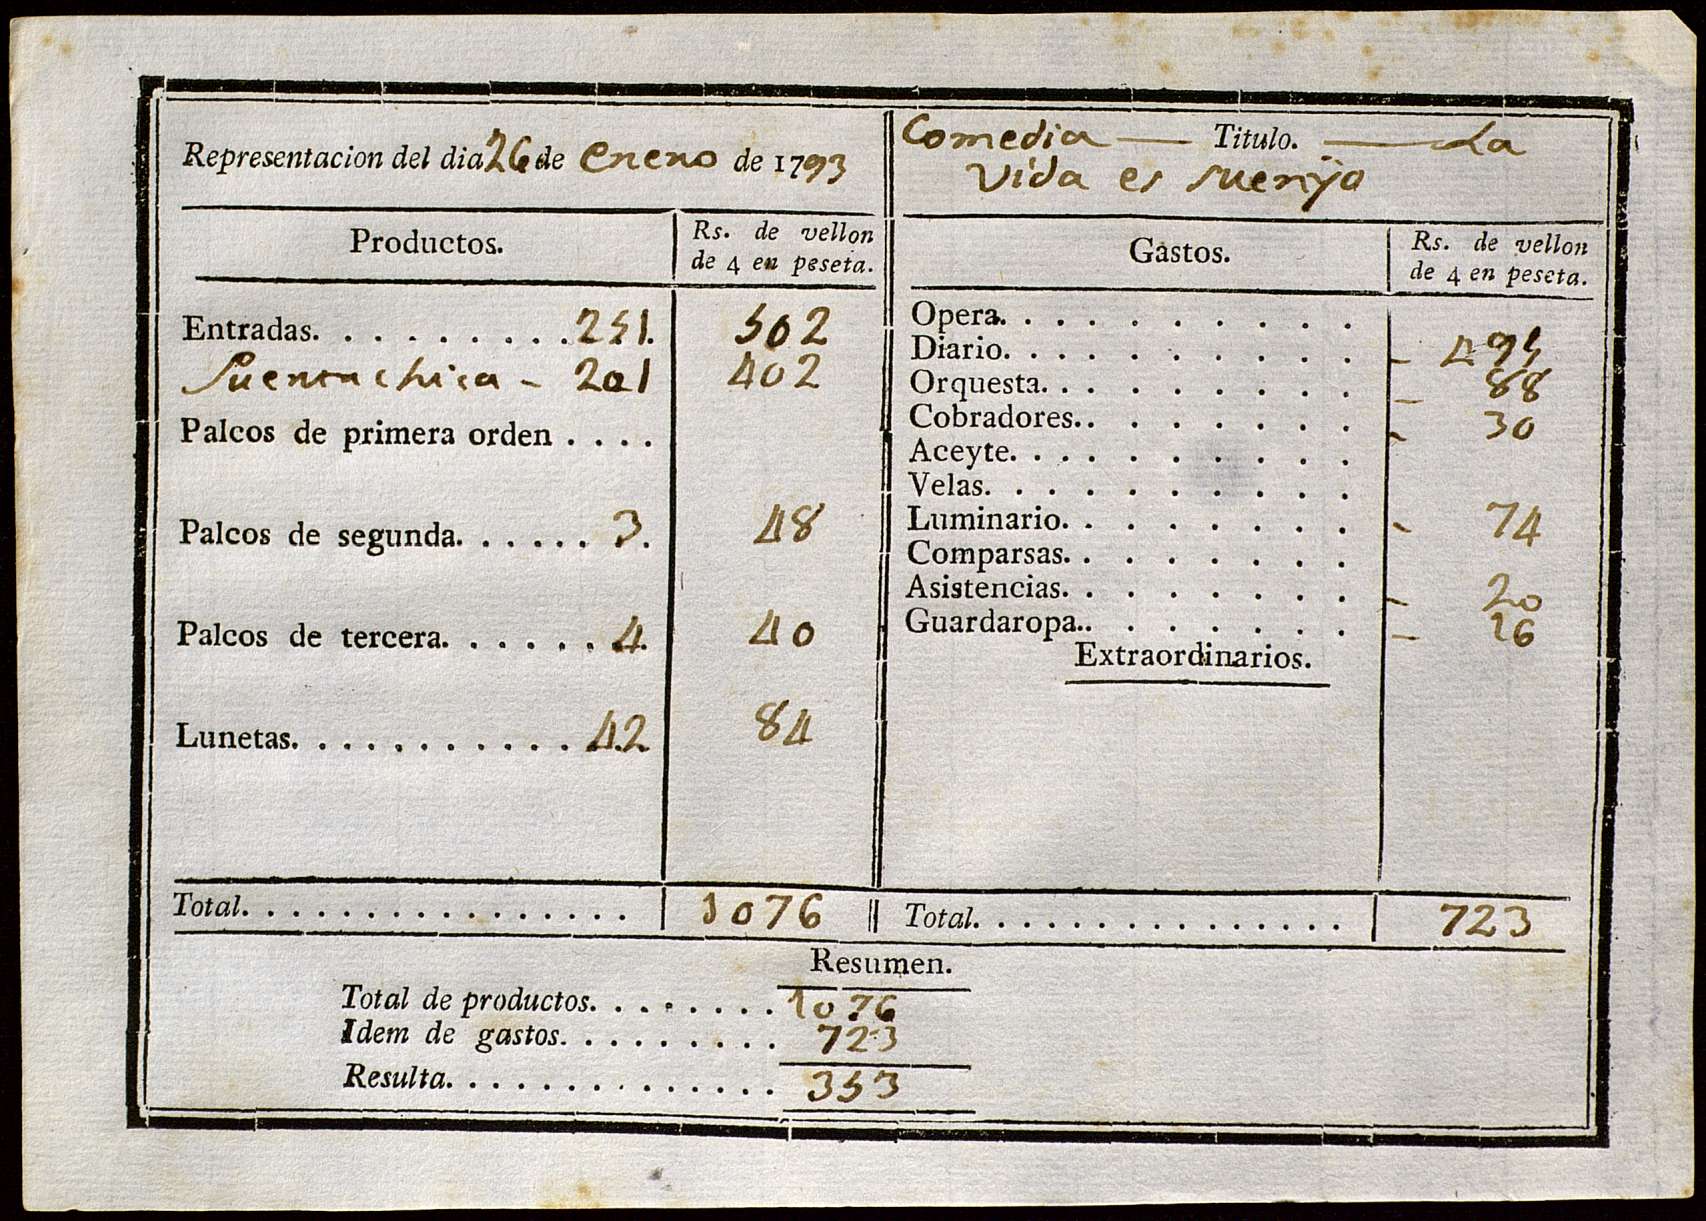 Representacion del dia 26 de enero de 1793
Productos.
Rs. de vellon
de 4 en peseta.
Entradas. . . . . . . . . . 251. 502
Puerta chica - 201 402
Palcos de primera orden . . . .
Palcos de segunda. . . . . . 3. 48
Palcos de tercera. . . . . . . 4. 40
Lunetas. . . . . . . . . . . . 42. 84
Total. . . . . . . . . . . . . . . . 1076
Comedia — Titulo. — La
Vida es suenÿo
Gastos.
Rs. de vellon
de 4 en peseta.
Opera. . . . . . . . . .
Diario. . . . . . . . . . - 495
Orquesta. . . . . . . . . - 88
Cobradores. . . . . . . . - 30
Aceyte. . . . . . . . . .
Velas. . . . . . . . . .
Luminario. . . . . . . . - 74
Comparsas. . . . . . . .
Asistencias. . . . . . . . - 20
Guardaropa. . . . . . . . - 16
Extraordinarios.
Total. . . . . . . . . . . . . . . . 723
Resumen.
Total de productos. . . . . . . . 1076
Idem de gastos. . . . . . . . . . 723
Resulta. . . . . . . . . . . . . . 353